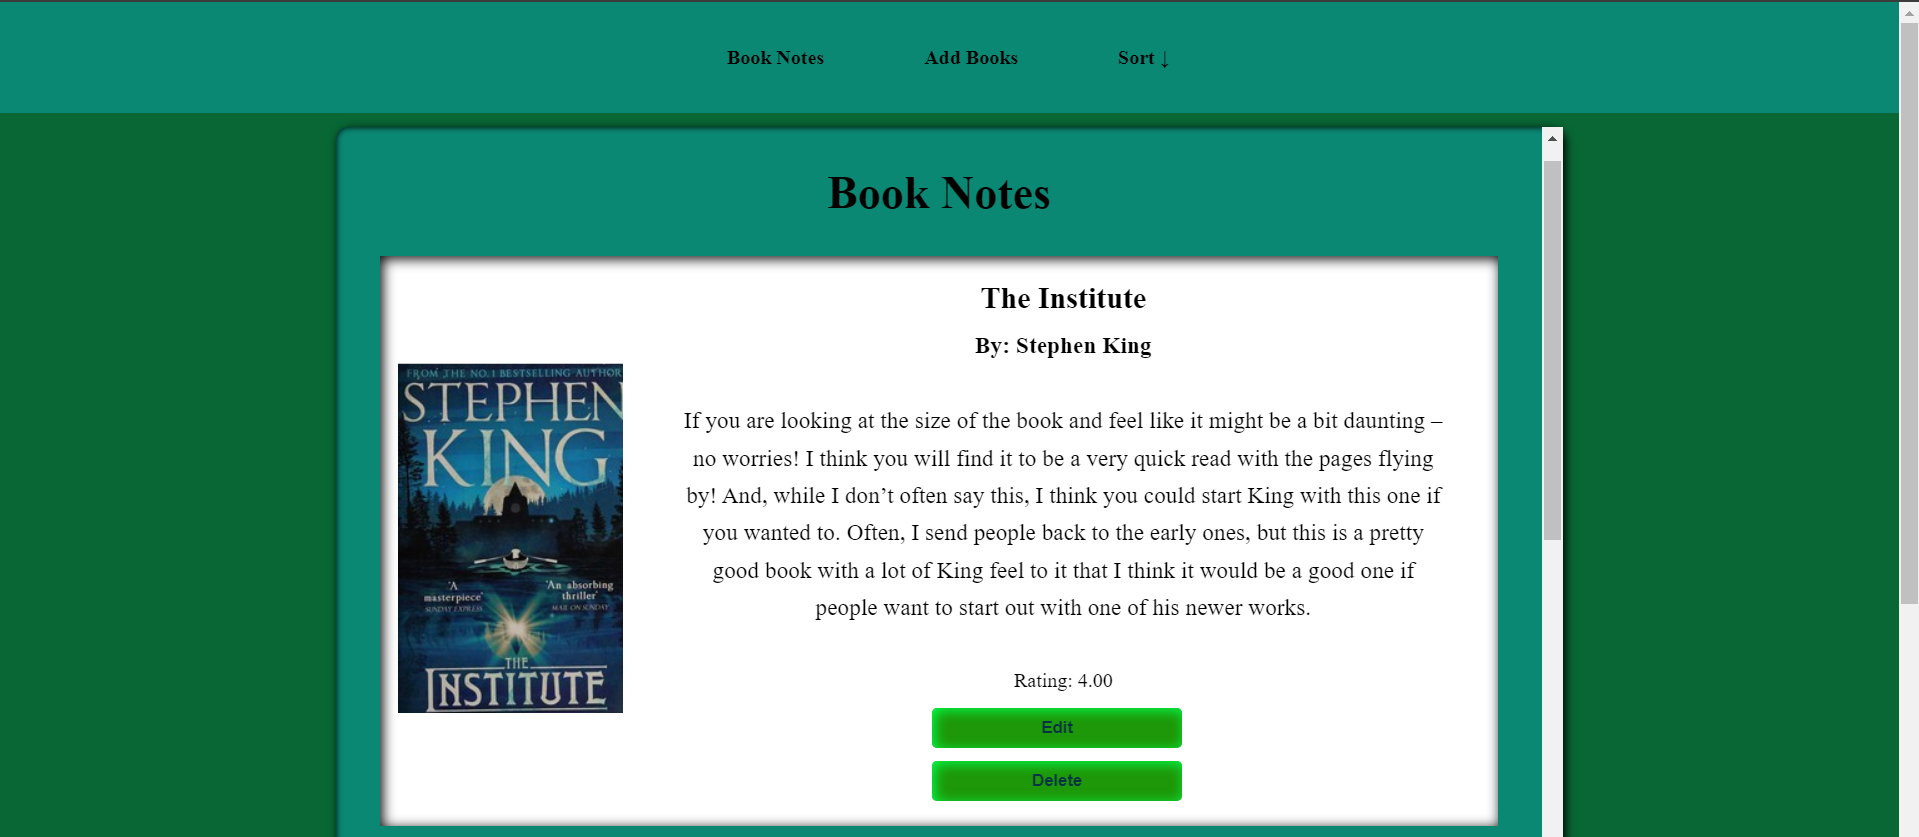 Book Notes Add Books Sort ↓
Book Notes
The Institute
By: Stephen King
FROM THE NO.1 BESTSELLING AUTHOR
STEPHEN
KING
'A
masterpiece'
SUNDAY EXPRESS
'An absorbing
thriller'
MAIL ON SUNDAY
THE
INSTITUTE
If you are looking at the size of the book and feel like it might be a bit daunting –
no worries! I think you will find it to be a very quick read with the pages flying
by! And, while I don’t often say this, I think you could start King with this one if
you wanted to. Often, I send people back to the early ones, but this is a pretty
good book with a lot of King feel to it that I think it would be a good one if
people want to start out with one of his newer works.
Rating: 4.00
Edit
Delete